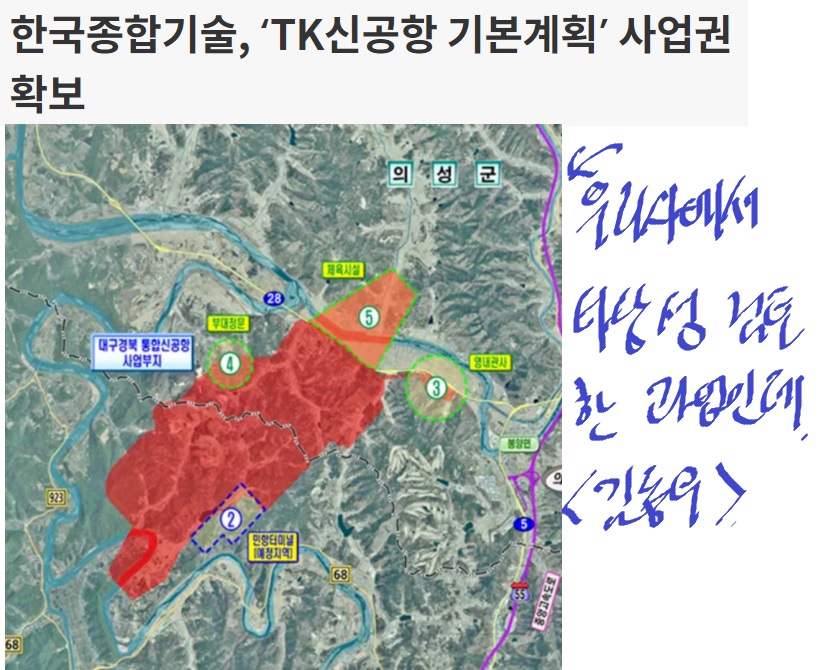 한국종합기술, ‘TK신공항 기본계획’ 사업권
확보
의성군
체육시설
28
5
부대정문
대구경북 통합신공항
사업부지
4
영내관사
3
봉양면
923
2
민항터미널
(예정지역)
5
68
55
중앙고속도로
68
우리사에서
타당성 검토
한 과업인데.
<김동우>